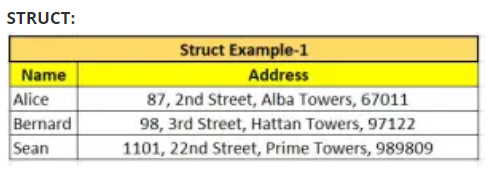 STRUCT:
Struct Example-1
Name Address
Alice 87, 2nd Street, Alba Towers, 67011
Bernard 98, 3rd Street, Hattan Towers, 97122
Sean 1101, 22nd Street, Prime Towers, 989809